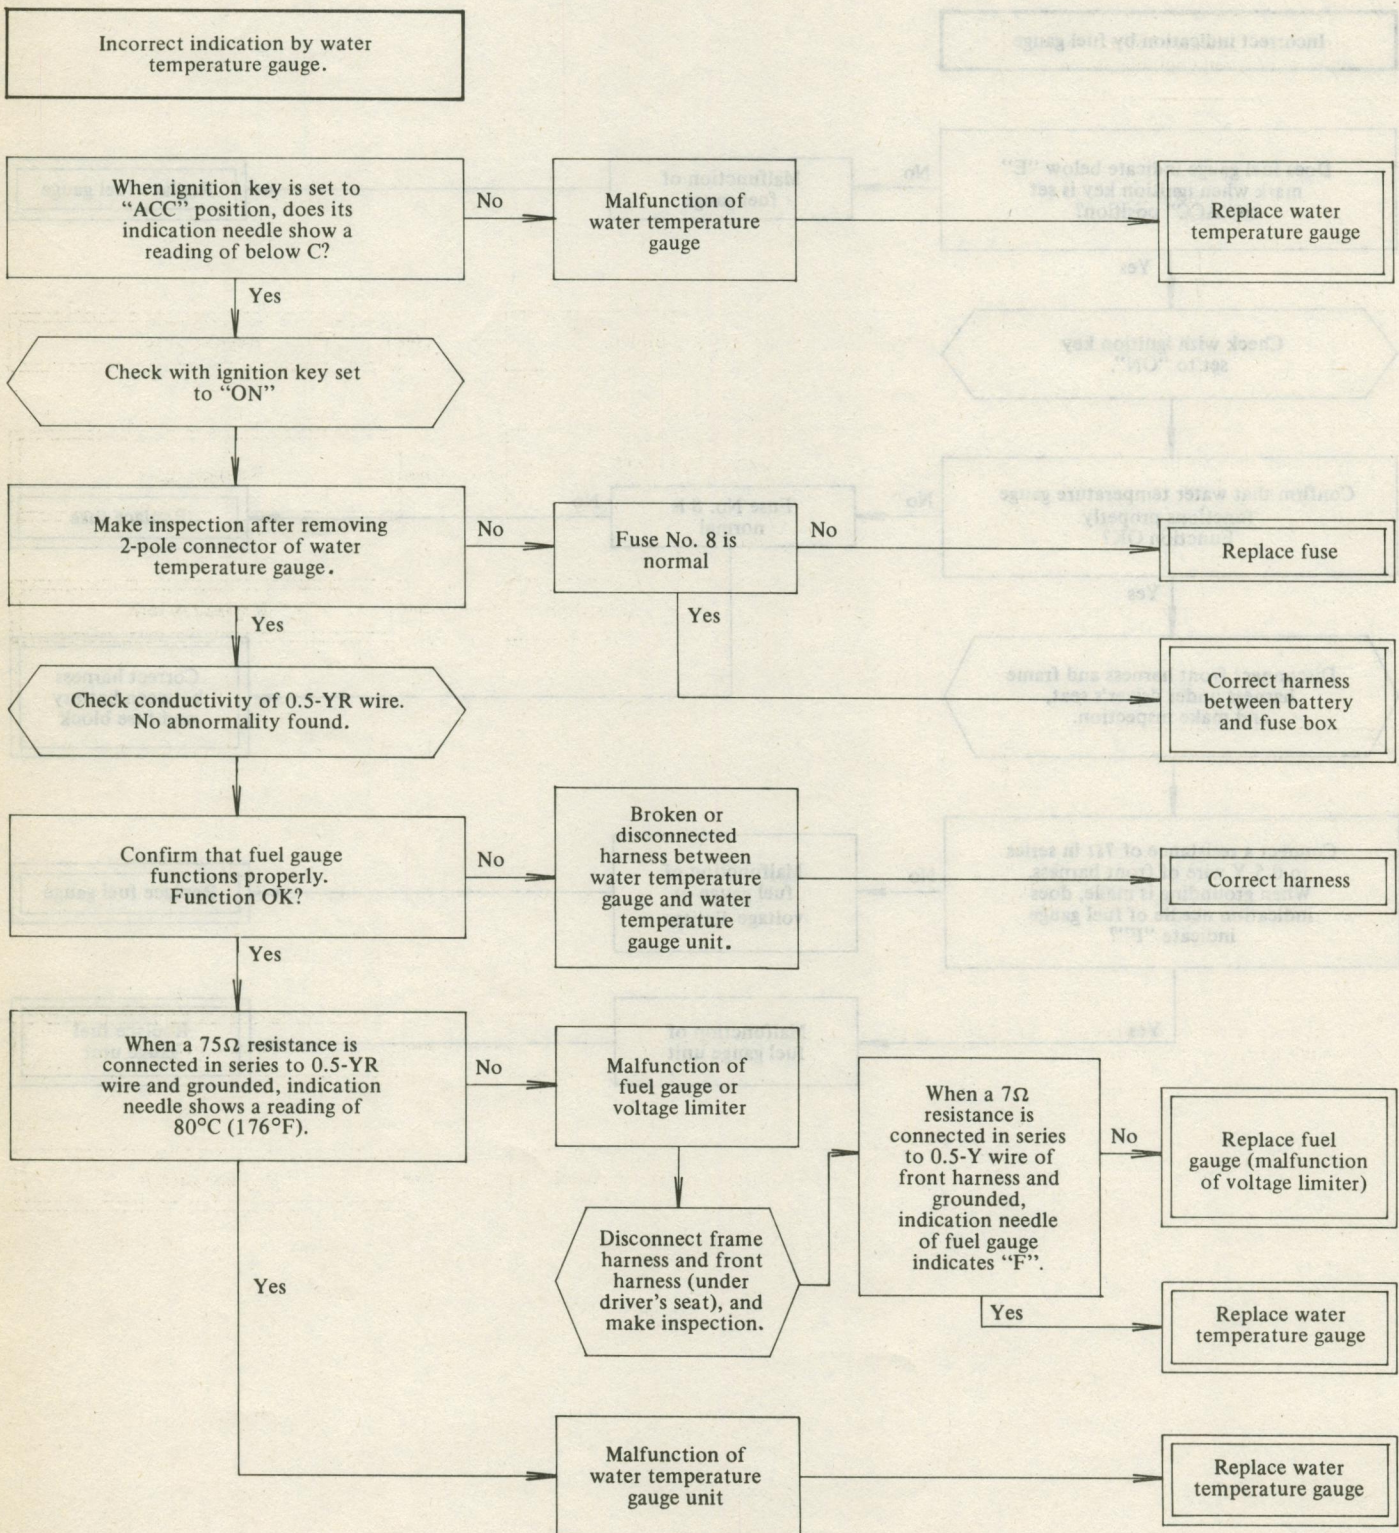 Incorrect indication by water
temperature gauge.
When ignition key is set to
“ACC” position, does its
indication needle show a
reading of below C?
No
Malfunction of
water temperature
gauge
Replace water
temperature gauge
Yes
Check with ignition key set
to “ON”
Make inspection after removing
2-pole connector of water
temperature gauge.
No
Fuse No. 8 is
normal
No
Replace fuse
Yes
Yes
Correct harness
between battery
and fuse box
Check conductivity of 0.5-YR wire.
No abnormality found.
Confirm that fuel gauge
functions properly.
Function OK?
No
Broken or
disconnected
harness between
water temperature
gauge and water
temperature
gauge unit.
Correct harness
Yes
When a 75Ω resistance is
connected in series to 0.5-YR
wire and grounded, indication
needle shows a reading of
80°C (176°F).
No
Malfunction of
fuel gauge or
voltage limiter
Disconnect frame
harness and front
harness (under
driver's seat), and
make inspection.
When a 7Ω
resistance is
connected in series
to 0.5-Y wire of
front harness and
grounded,
indication needle
of fuel gauge
indicates “F”.
No
Replace fuel
gauge (malfunction
of voltage limiter)
Yes
Replace water
temperature gauge
Yes
Malfunction of
water temperature
gauge unit
Replace water
temperature gauge